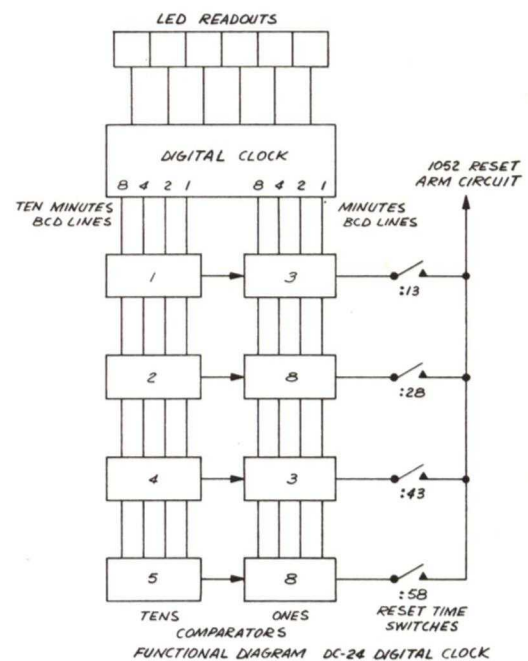 LED READOUTS
DIGITAL CLOCK
8 4 2 1 8 4 2 1
1052 RESET
ARM CIRCUIT
TEN MINUTES
BCD LINES
MINUTES
BCD LINES
1 3
:13
2 8
:28
4 3
:43
5 8
:58
TENS ONES
COMPARATORS
RESET TIME
SWITCHES
FUNCTIONAL DIAGRAM DC-24 DIGITAL CLOCK